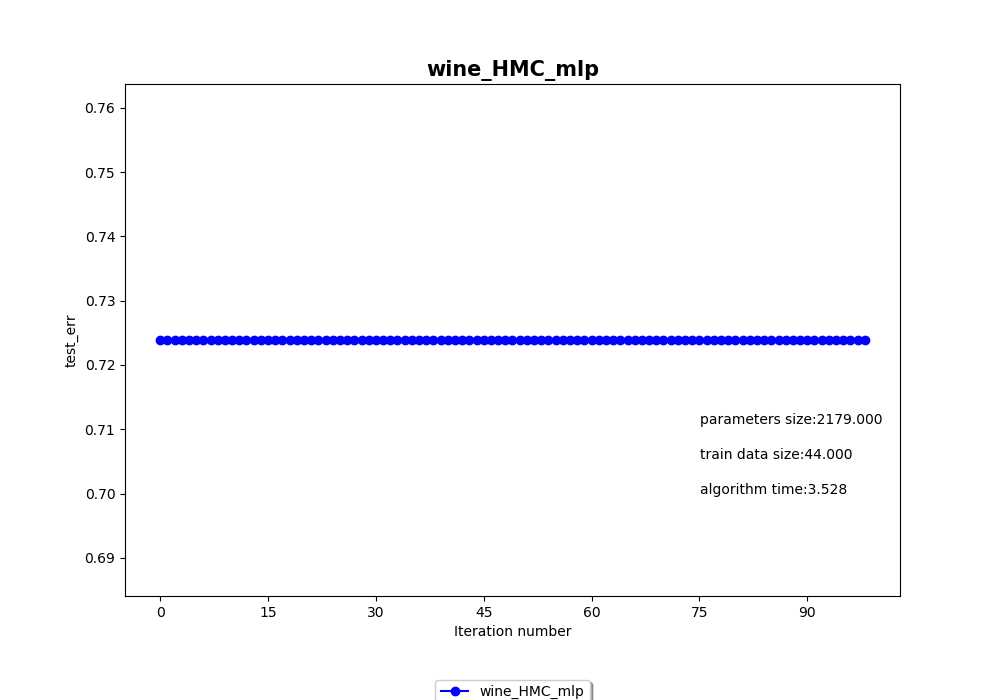 wine_HMC_mlp
0.76
0.75
0.74
0.73
0.72
0.71
0.70
0.69
test_err
parameters size:2179.000
train data size:44.000
algorithm time:3.528
0 15 30 45 60 75 90
Iteration number
wine_HMC_mlp